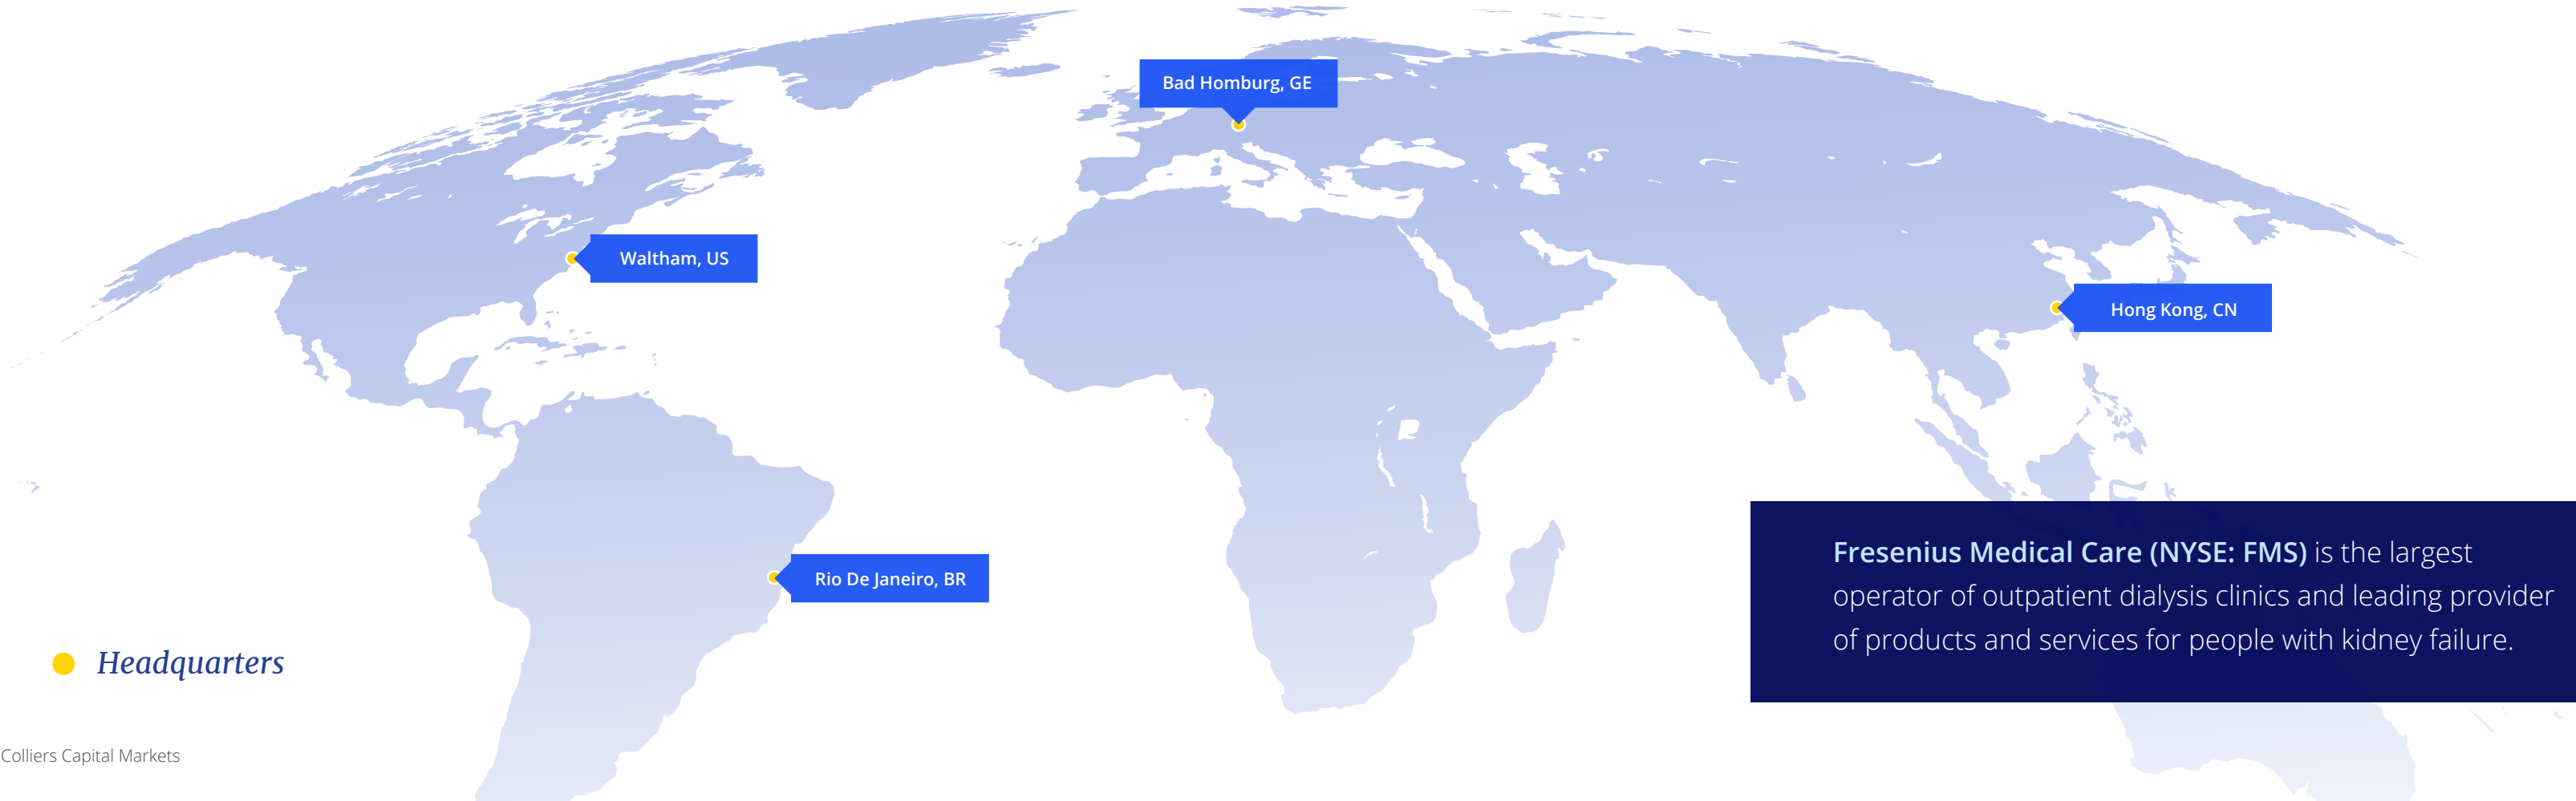 Bad Homburg, GE
Waltham, US
Hong Kong, CN
Rio De Janeiro, BR
Fresenius Medical Care (NYSE: FMS) is the largest
operator of outpatient dialysis clinics and leading provider
of products and services for people with kidney failure.
Headquarters
Colliers Capital Markets